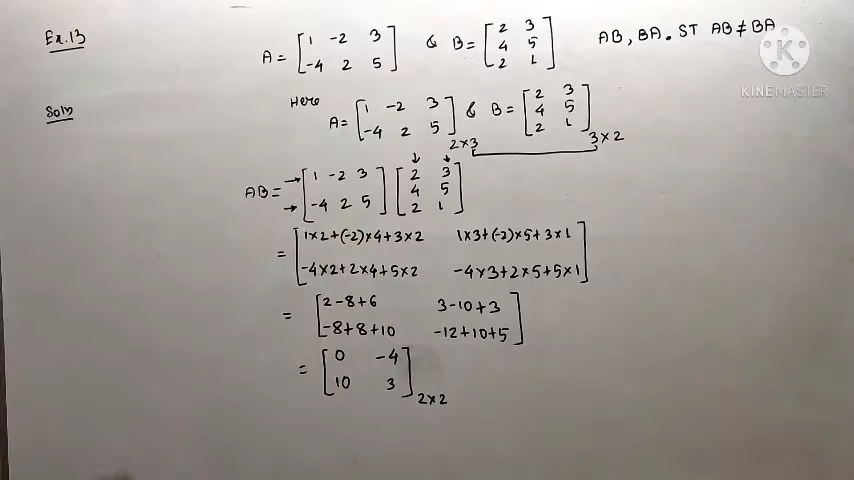 Ex.13 A = [1 -2 3 & B = [2 3 AB, BA. ST AB ≠ BA
-4 2 5] 4 5
2 1]
KINEMASTER
Soln Here A = [1 -2 3 & B = [2 3
-4 2 5] 2×3 4 5
2 1] 3×2
AB = → [1 -2 3 ↓ ↓ [2 3
→ -4 2 5] 4 5
2 1]
= [1×2+(-2)×4+3×2 1×3+(-2)×5+3×1
-4×2+2×4+5×2 -4×3+2×5+5×1]
= [2-8+6 3-10+3
-8+8+10 -12+10+5]
= [0 -4
10 3] 2×2